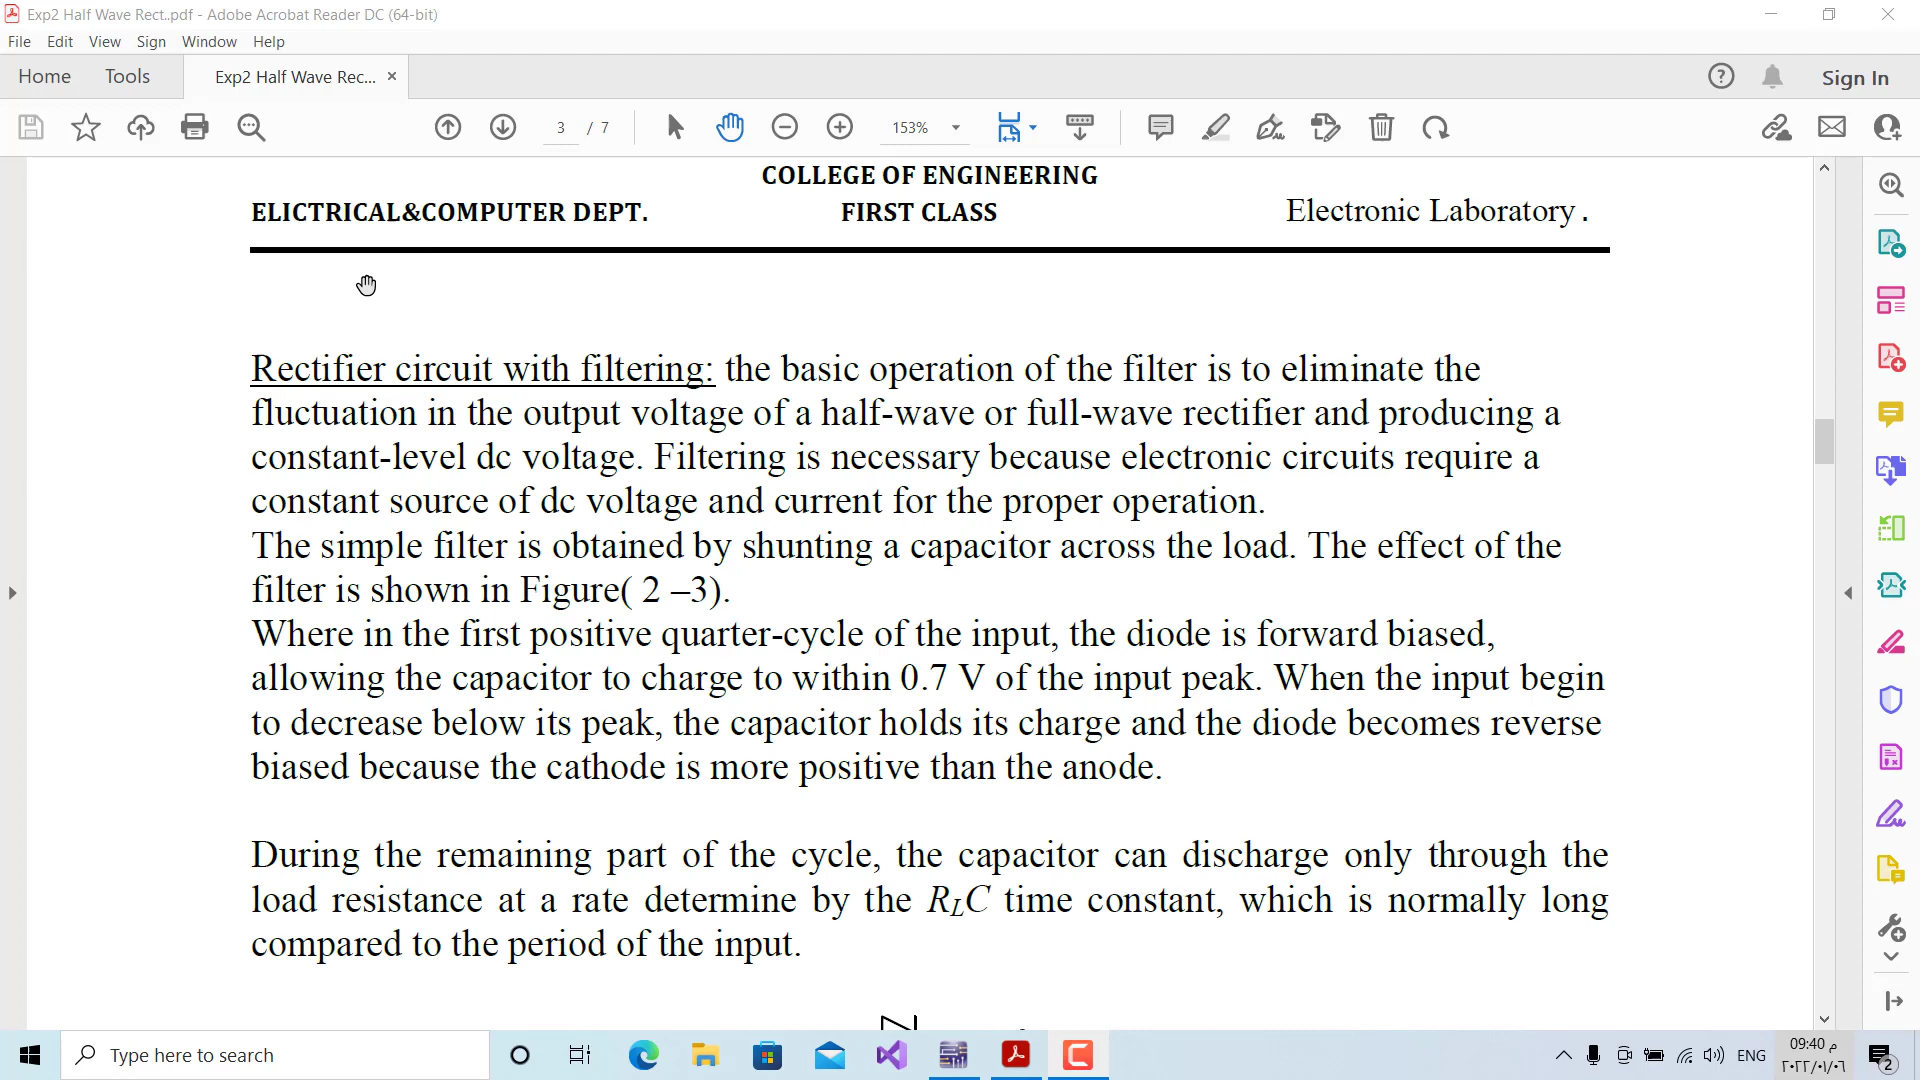 Exp2 Half Wave Rect..pdf - Adobe Acrobat Reader DC (64-bit)
File Edit View Sign Window Help
Home Tools Exp2 Half Wave Rec... × Sign In
3 / 7 153%
COLLEGE OF ENGINEERING
ELICTRICAL&COMPUTER DEPT. FIRST CLASS Electronic Laboratory .
Rectifier circuit with filtering: the basic operation of the filter is to eliminate the
fluctuation in the output voltage of a half-wave or full-wave rectifier and producing a
constant-level dc voltage. Filtering is necessary because electronic circuits require a
constant source of dc voltage and current for the proper operation.
The simple filter is obtained by shunting a capacitor across the load. The effect of the
filter is shown in Figure( 2 –3).
Where in the first positive quarter-cycle of the input, the diode is forward biased,
allowing the capacitor to charge to within 0.7 V of the input peak. When the input begin
to decrease below its peak, the capacitor holds its charge and the diode becomes reverse
biased because the cathode is more positive than the anode.
During the remaining part of the cycle, the capacitor can discharge only through the
load resistance at a rate determine by the RLC time constant, which is normally long
compared to the period of the input.
Type here to search
ENG
09:40 م
٢٠٢٢/٠١/٠٦
2